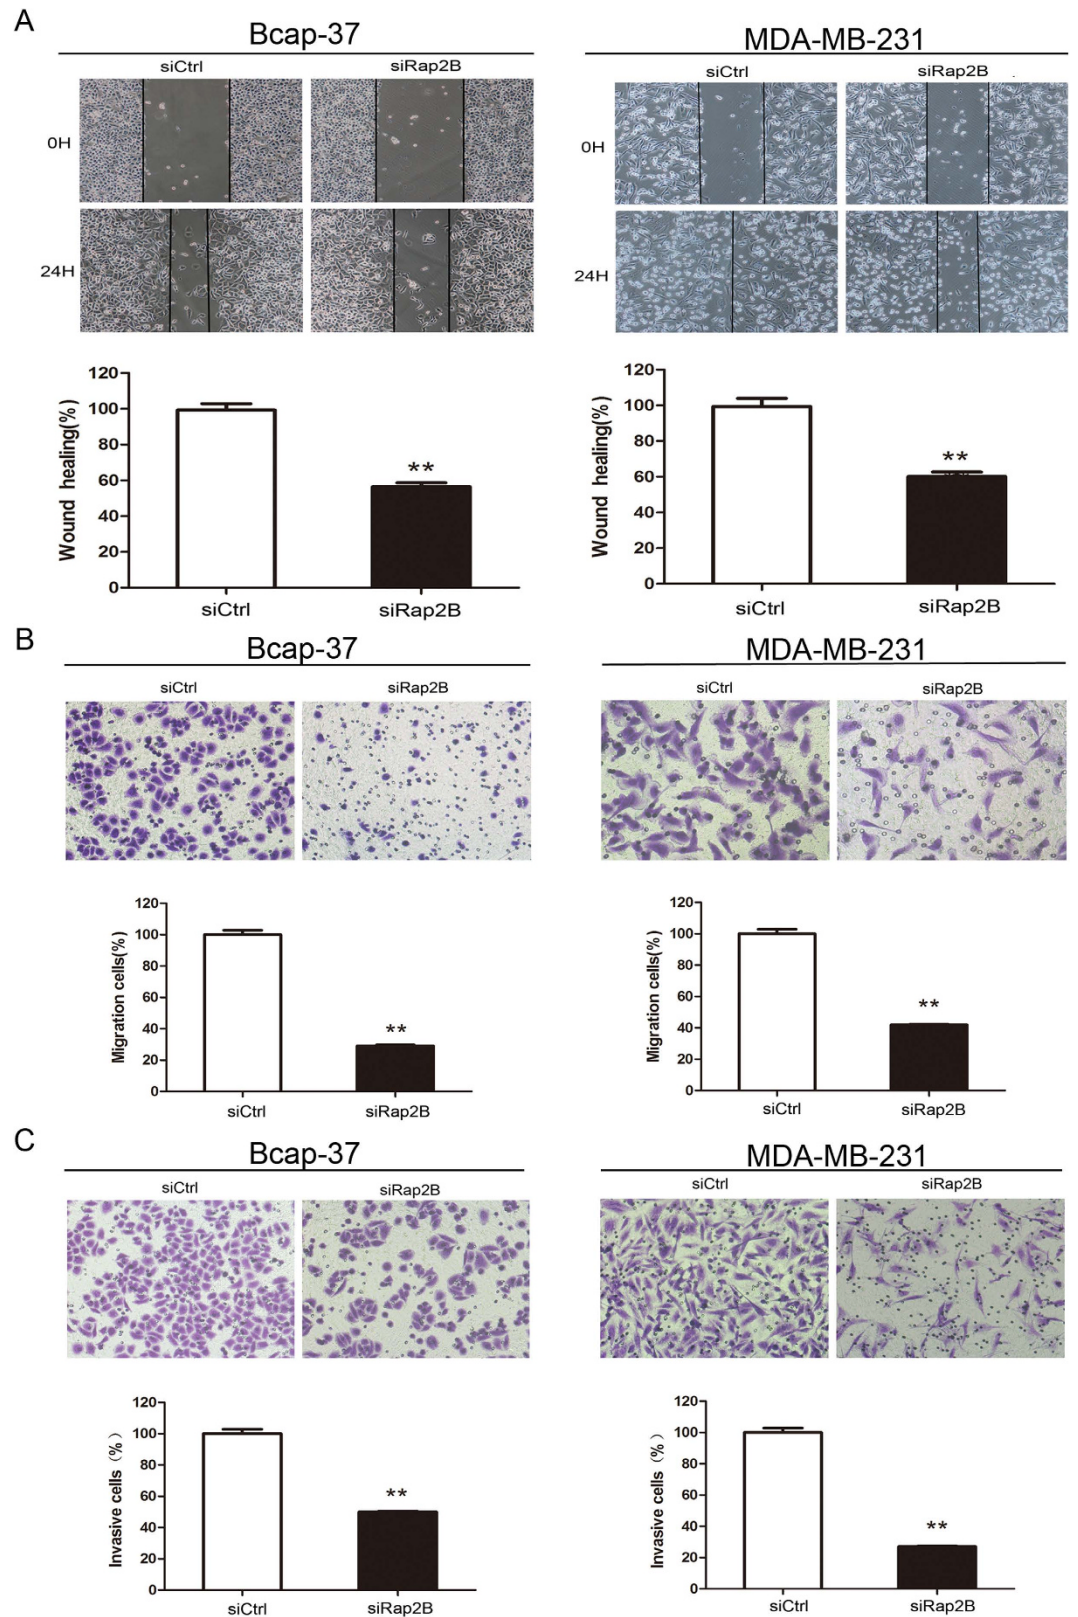 A
Bcap-37
MDA-MB-231
siCtrl
siRap2B
siCtrl
siRap2B
0H
0H
24H
24H
120
100
80
60
40
20
0
Wound healing(%)
**
siCtrl
siRap2B
120
100
80
60
40
20
0
Wound healing(%)
**
siCtrl
siRap2B
B
Bcap-37
MDA-MB-231
siCtrl
siRap2B
siCtrl
siRap2B
120
100
80
60
40
20
0
Migration cells(%)
**
siCtrl
siRap2B
120
100
80
60
40
20
0
Migration cells(%)
**
siCtrl
siRap2B
C
Bcap-37
MDA-MB-231
siCtrl
siRap2B
siCtrl
siRap2B
120
100
80
60
40
20
0
Invasive cells（%）
**
siCtrl
siRap2B
120
100
80
60
40
20
0
Invasive cells（%）
**
siCtrl
siRap2B